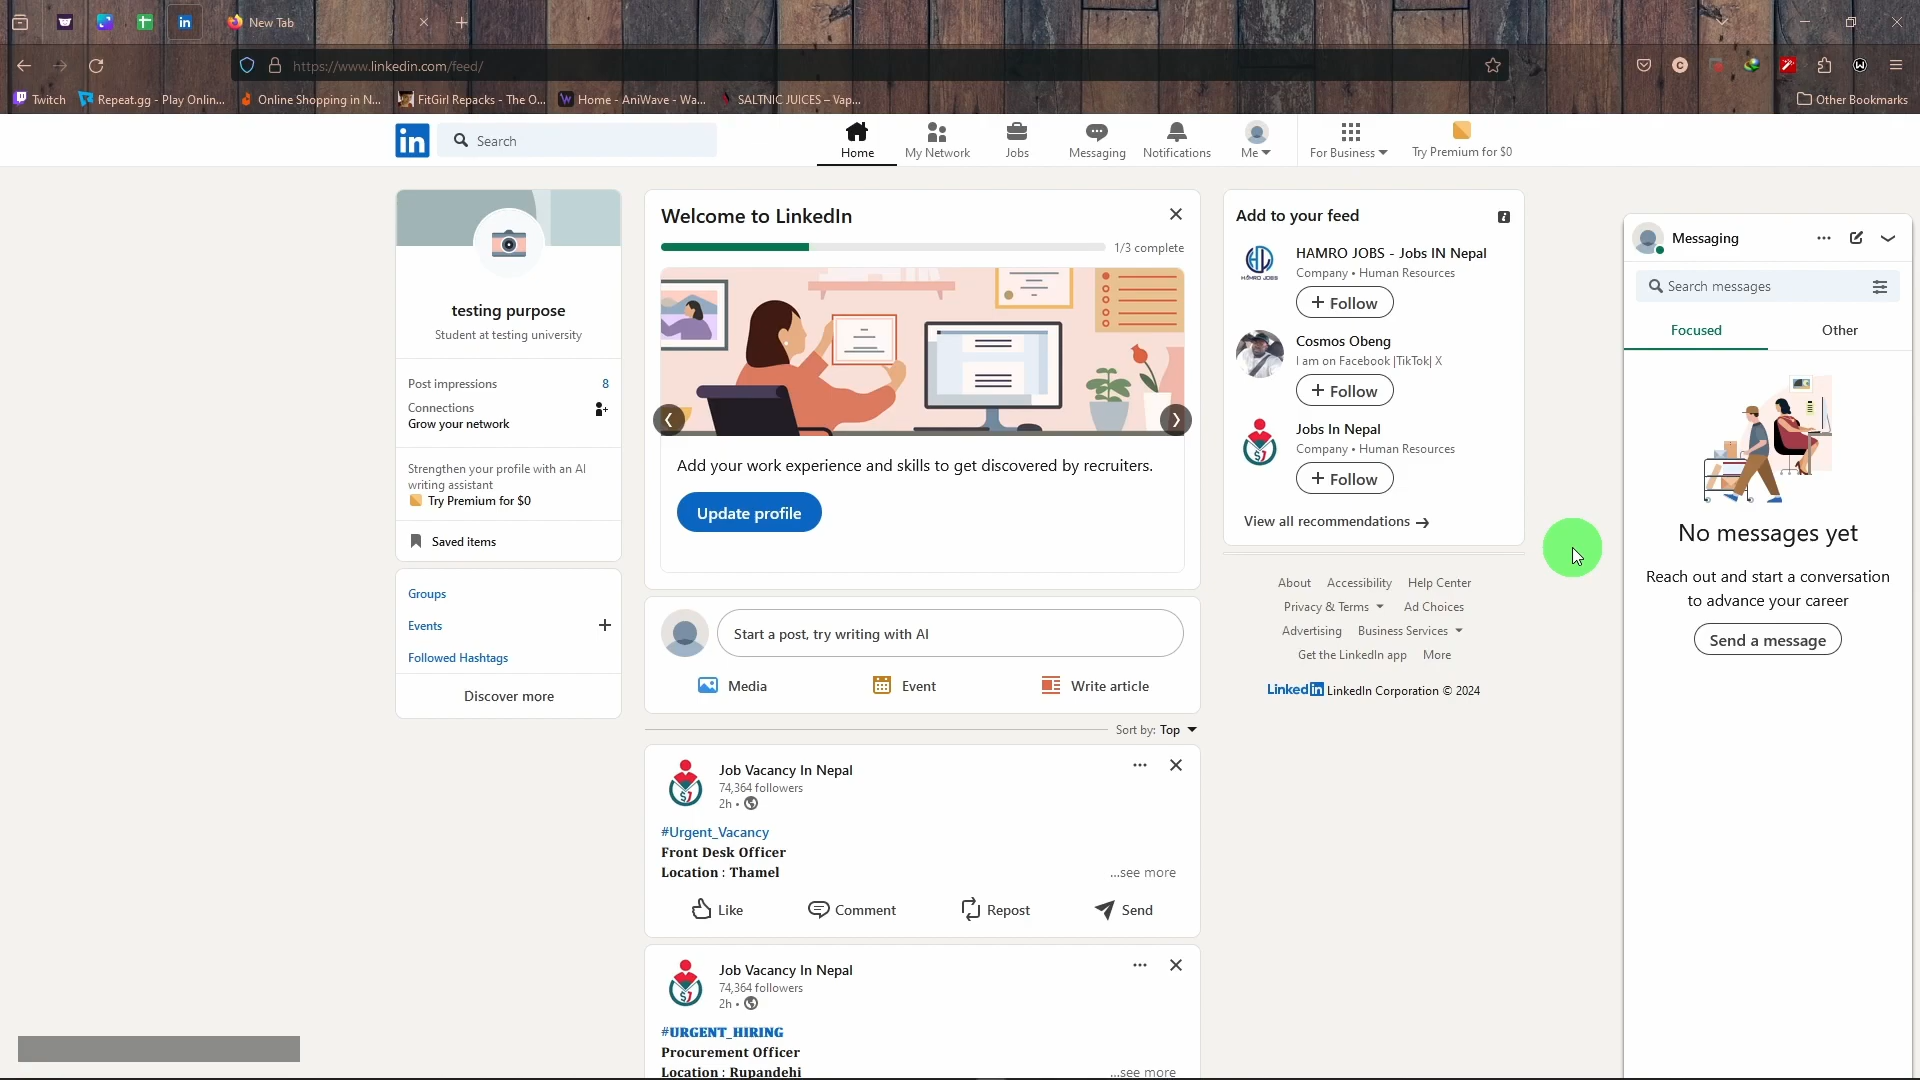 New Tab
https://www.linkedin.com/feed/
Twitch
Repeat.gg - Play Onlin...
Online Shopping in N...
FitGirl Repacks - The O...
Home - AniWave - Wa...
SALTNIC JUICES – Vap...
Other Bookmarks
in
Search
Home
My Network
Jobs
Messaging
Notifications
Me
For Business
Try Premium for $0
testing purpose
Student at testing university
Post impressions 8
Connections
Grow your network
Strengthen your profile with an AI
writing assistant
Try Premium for $0
Saved items
Groups
Events
Followed Hashtags
Discover more
Welcome to LinkedIn
1/3 complete
Add your work experience and skills to get discovered by recruiters.
Update profile
Start a post, try writing with AI
Media
Event
Write article
Sort by: Top
Job Vacancy In Nepal
74,364 followers
2h •
#Urgent_Vacancy
Front Desk Officer
Location : Thamel
...see more
Like
Comment
Repost
Send
Job Vacancy In Nepal
74,364 followers
2h •
#URGENT_HIRING
Procurement Officer
Location : Rupandehi
...see more
Add to your feed
HAMRO JOBS
HAMRO JOBS - Jobs IN Nepal
Company • Human Resources
Follow
Cosmos Obeng
I am on Facebook |TikTok| X
Follow
Jobs In Nepal
Company • Human Resources
Follow
View all recommendations
About Accessibility Help Center
Privacy & Terms Ad Choices
Advertising Business Services
Get the LinkedIn app More
LinkedIn LinkedIn Corporation © 2024
Messaging
Search messages
Focused
Other
No messages yet
Reach out and start a conversation
to advance your career
Send a message